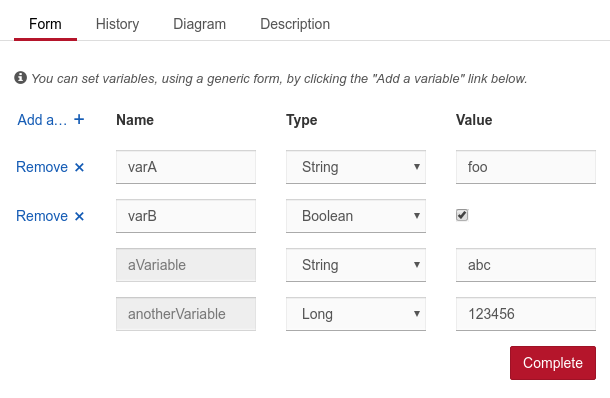 Form History Diagram Description
You can set variables, using a generic form, by clicking the "Add a variable" link below.
Add a… + Name Type Value
Remove × varA String foo
Remove × varB Boolean
aVariable String abc
anotherVariable Long 123456
Complete